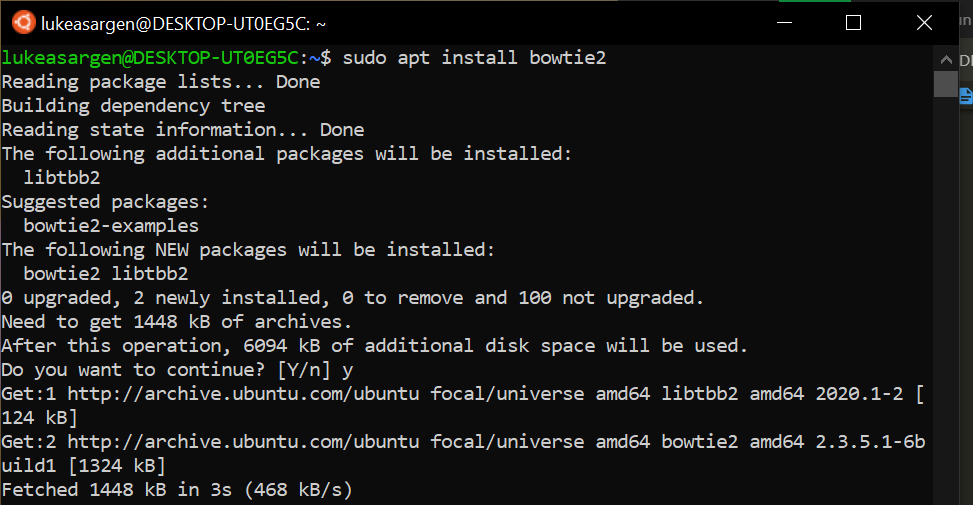 lukeasargen@DESKTOP-UT0EG5C: ~
lukeasargen@DESKTOP-UT0EG5C:~$ sudo apt install bowtie2
Reading package lists... Done
Building dependency tree
Reading state information... Done
The following additional packages will be installed:
  libtbb2
Suggested packages:
  bowtie2-examples
The following NEW packages will be installed:
  bowtie2 libtbb2
0 upgraded, 2 newly installed, 0 to remove and 100 not upgraded.
Need to get 1448 kB of archives.
After this operation, 6094 kB of additional disk space will be used.
Do you want to continue? [Y/n] y
Get:1 http://archive.ubuntu.com/ubuntu focal/universe amd64 libtbb2 amd64 2020.1-2 [
124 kB]
Get:2 http://archive.ubuntu.com/ubuntu focal/universe amd64 bowtie2 amd64 2.3.5.1-6b
uild1 [1324 kB]
Fetched 1448 kB in 3s (468 kB/s)